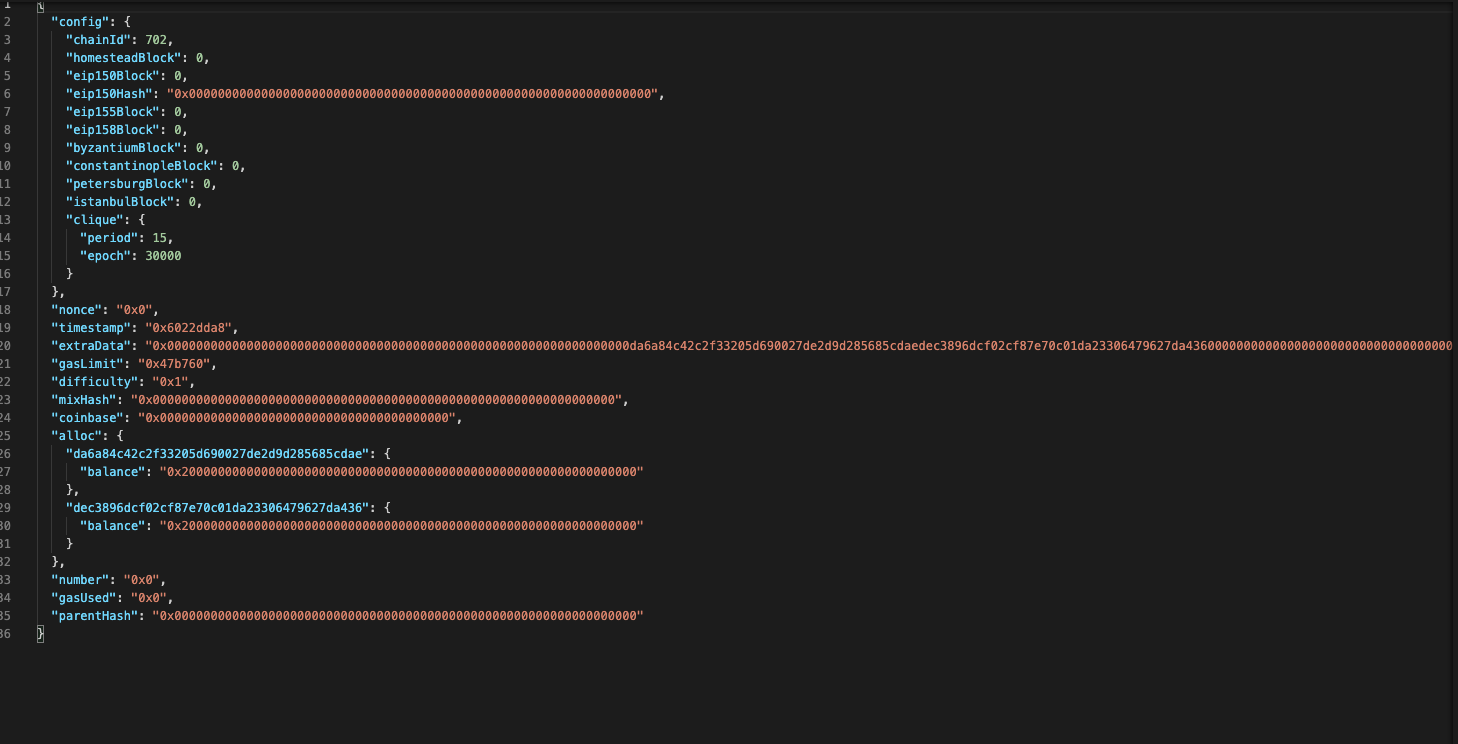 1 {
2 "config": {
3 "chainId": 702,
4 "homesteadBlock": 0,
5 "eip150Block": 0,
6 "eip150Hash": "0x0000000000000000000000000000000000000000000000000000000000000000",
7 "eip155Block": 0,
8 "eip158Block": 0,
9 "byzantiumBlock": 0,
10 "constantinopleBlock": 0,
11 "petersburgBlock": 0,
12 "istanbulBlock": 0,
13 "clique": {
14 "period": 15,
15 "epoch": 30000
16 }
17 },
18 "nonce": "0x0",
19 "timestamp": "0x6022dda8",
20 "extraData": "0x0000000000000000000000000000000000000000000000000000000000000000da6a84c42c2f33205d690027de2d9d285685cdaedec3896dcf02cf87e70c01da23306479627da4360000000000000000000000000000000000
21 "gasLimit": "0x47b760",
22 "difficulty": "0x1",
23 "mixHash": "0x0000000000000000000000000000000000000000000000000000000000000000",
24 "coinbase": "0x0000000000000000000000000000000000000000",
25 "alloc": {
26 "da6a84c42c2f33205d690027de2d9d285685cdae": {
27 "balance": "0x200000000000000000000000000000000000000000000000000000000000000"
28 },
29 "dec3896dcf02cf87e70c01da23306479627da436": {
30 "balance": "0x200000000000000000000000000000000000000000000000000000000000000"
31 }
32 },
33 "number": "0x0",
34 "gasUsed": "0x0",
35 "parentHash": "0x0000000000000000000000000000000000000000000000000000000000000000"
36 }